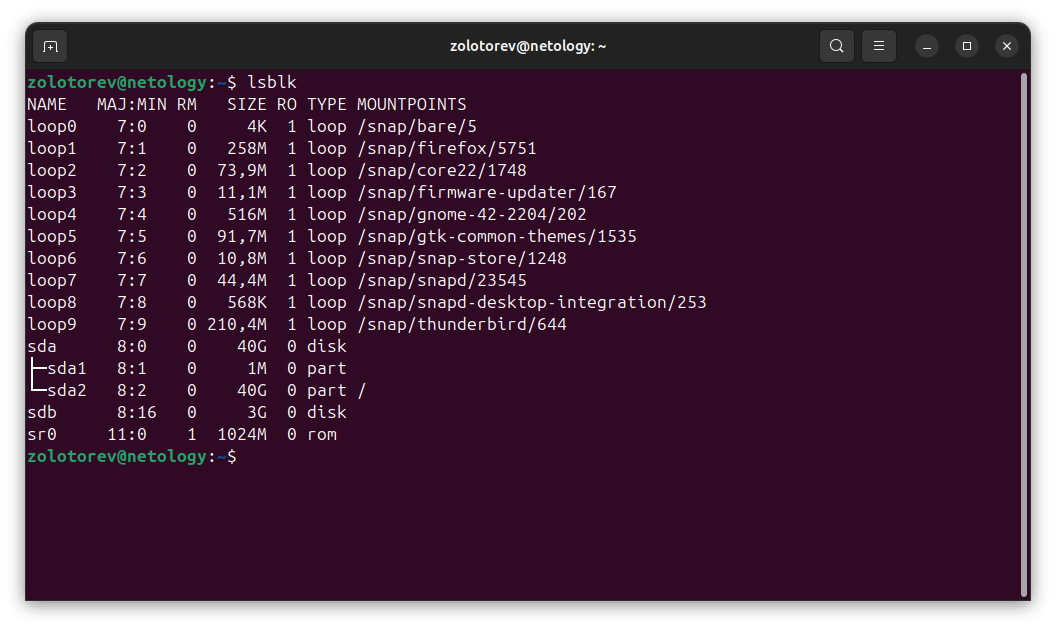 zolotorev@netology: ~
zolotorev@netology:~$ lsblk
NAME   MAJ:MIN RM   SIZE RO TYPE MOUNTPOINTS
loop0    7:0    0     4K  1 loop /snap/bare/5
loop1    7:1    0   258M  1 loop /snap/firefox/5751
loop2    7:2    0  73,9M  1 loop /snap/core22/1748
loop3    7:3    0  11,1M  1 loop /snap/firmware-updater/167
loop4    7:4    0   516M  1 loop /snap/gnome-42-2204/202
loop5    7:5    0  91,7M  1 loop /snap/gtk-common-themes/1535
loop6    7:6    0  10,8M  1 loop /snap/snap-store/1248
loop7    7:7    0  44,4M  1 loop /snap/snapd/23545
loop8    7:8    0   568K  1 loop /snap/snapd-desktop-integration/253
loop9    7:9    0 210,4M  1 loop /snap/thunderbird/644
sda      8:0    0    40G  0 disk
├─sda1   8:1    0     1M  0 part
└─sda2   8:2    0    40G  0 part /
sdb      8:16   0     3G  0 disk
sr0     11:0    1  1024M  0 rom
zolotorev@netology:~$